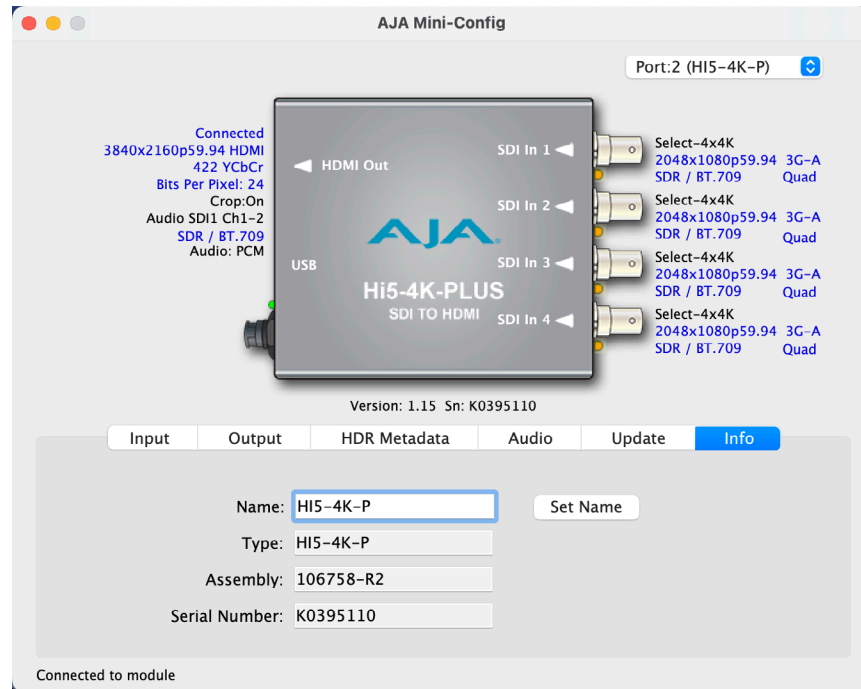 AJA Mini-Config
Port:2 (HI5-4K-P)
Connected
3840x2160p59.94 HDMI
422 YCbCr
Bits Per Pixel: 24
Crop:On
Audio SDI1 Ch1-2
SDR / BT.709
Audio: PCM
HDMI Out
USB
AJA
Hi5-4K-PLUS
SDI TO HDMI
SDI In 1
SDI In 2
SDI In 3
SDI In 4
Select-4x4K
2048x1080p59.94 3G-A
SDR / BT.709 Quad
Select-4x4K
2048x1080p59.94 3G-A
SDR / BT.709 Quad
Select-4x4K
2048x1080p59.94 3G-A
SDR / BT.709 Quad
Select-4x4K
2048x1080p59.94 3G-A
SDR / BT.709 Quad
Version: 1.15 Sn: K0395110
Input Output HDR Metadata Audio Update Info
Name: HI5-4K-P Set Name
Type: HI5-4K-P
Assembly: 106758-R2
Serial Number: K0395110
Connected to module